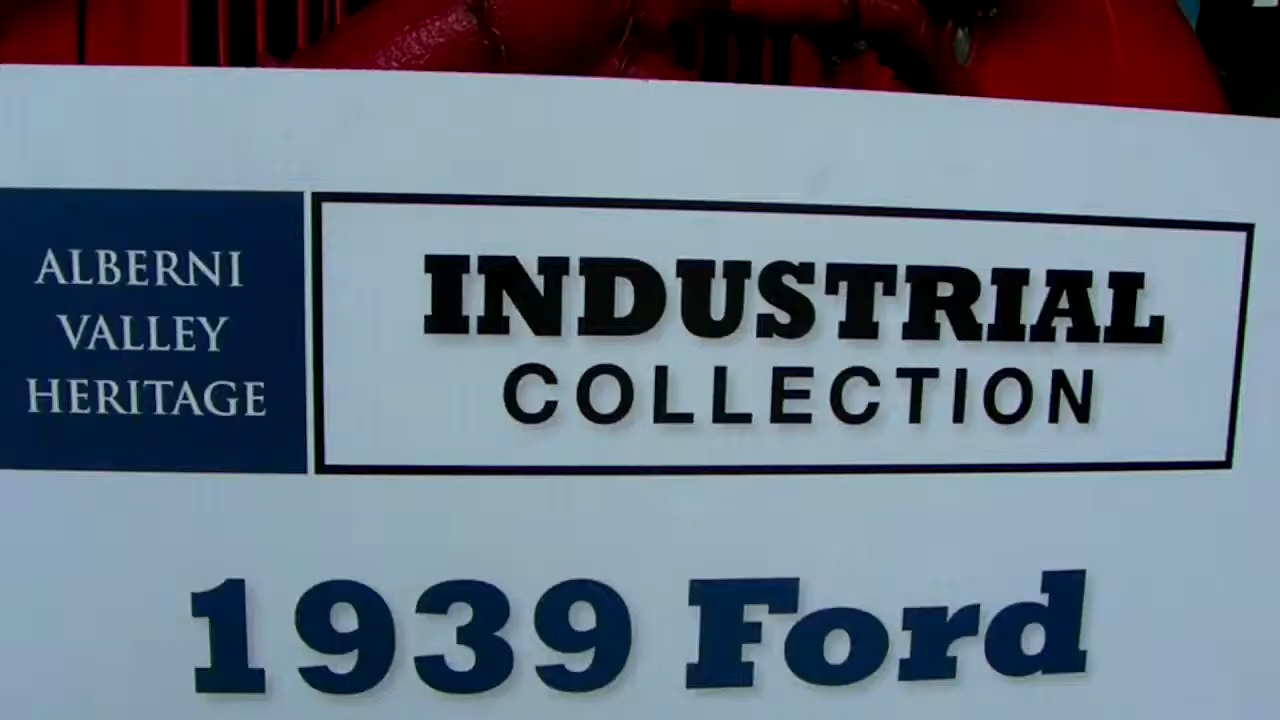 ALBERNI
VALLEY
HERITAGE
INDUSTRIAL
COLLECTION
1939 Ford